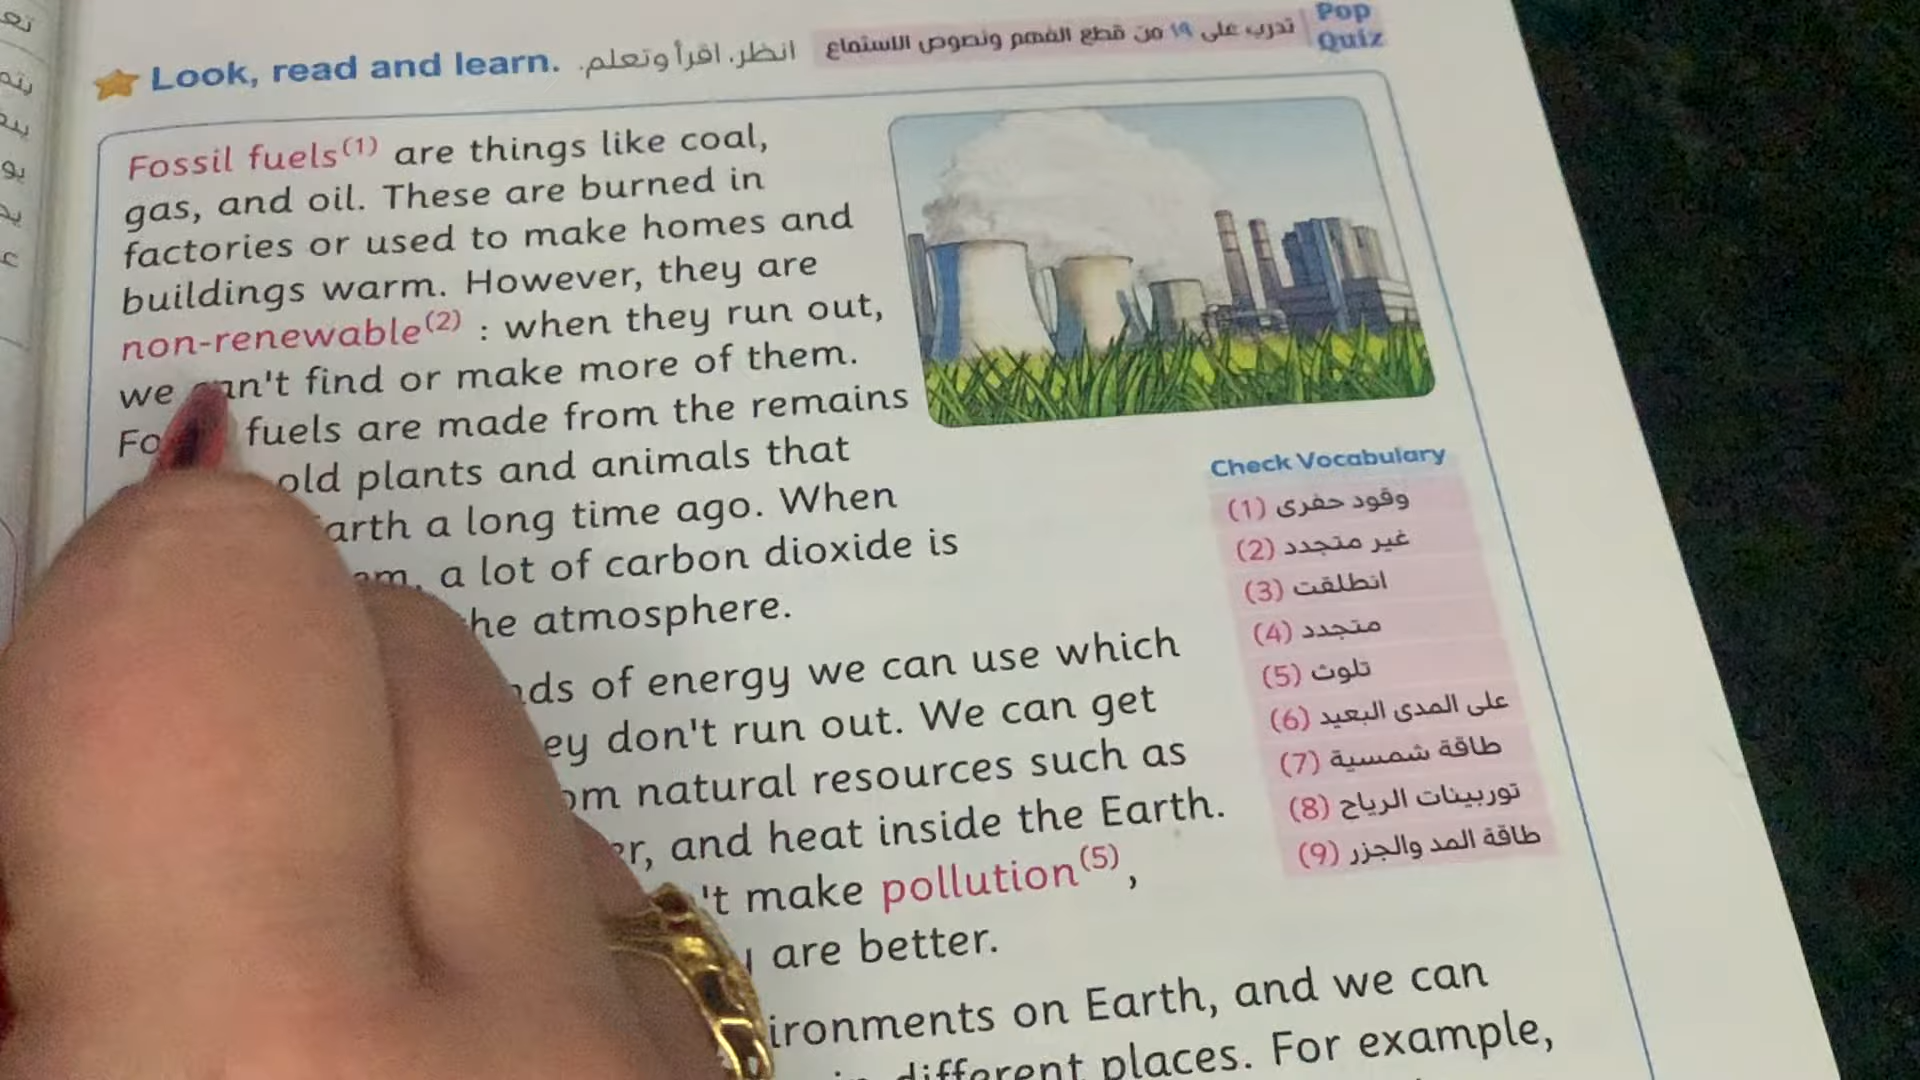 Pop Quiz
تدرب على ١٩ من قطع الفهم ونصوص الاستماع
Look, read and learn. انظر، اقرأ وتعلم.
Fossil fuels(1) are things like coal,
gas, and oil. These are burned in
factories or used to make homes and
buildings warm. However, they are
non-renewable(2) : when they run out,
we can't find or make more of them.
fuels are made from the remains
old plants and animals that
a long time ago. When
a lot of carbon dioxide is
atmosphere.
of energy we can use which
don't run out. We can get
natural resources such as
and heat inside the Earth.
make pollution(5),
are better.
on Earth, and we can
different places. For example,
Check Vocabulary
(1) وقود حفرى
(2) غير متجدد
(3) انطلقت
(4) متجدد
(5) تلوث
(6) على المدى البعيد
(7) طاقة شمسية
(8) توربينات الرياح
(9) طاقة المد والجزر